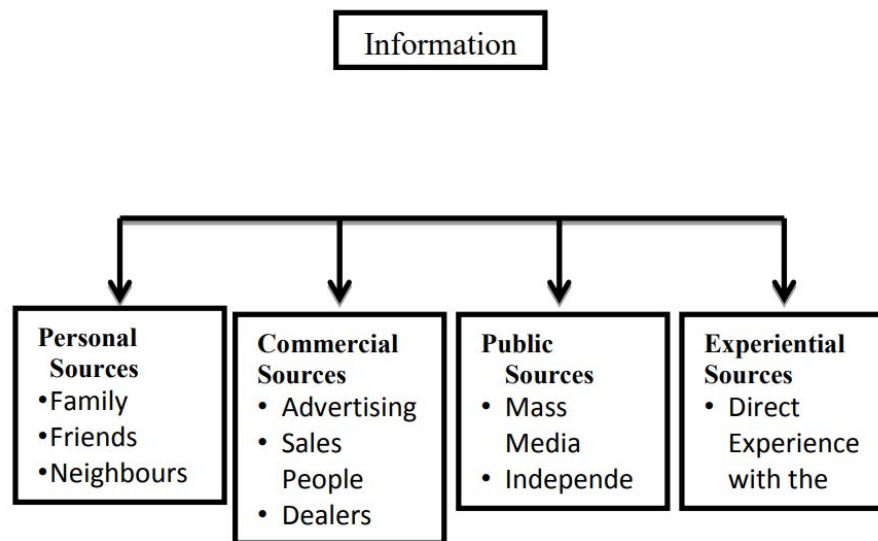 Information
Personal
Sources
•Family
•Friends
•Neighbours
Commercial
Sources
• Advertising
• Sales
People
• Dealers
Public
Sources
• Mass
Media
• Independe
Experiential
Sources
• Direct
Experience
with the